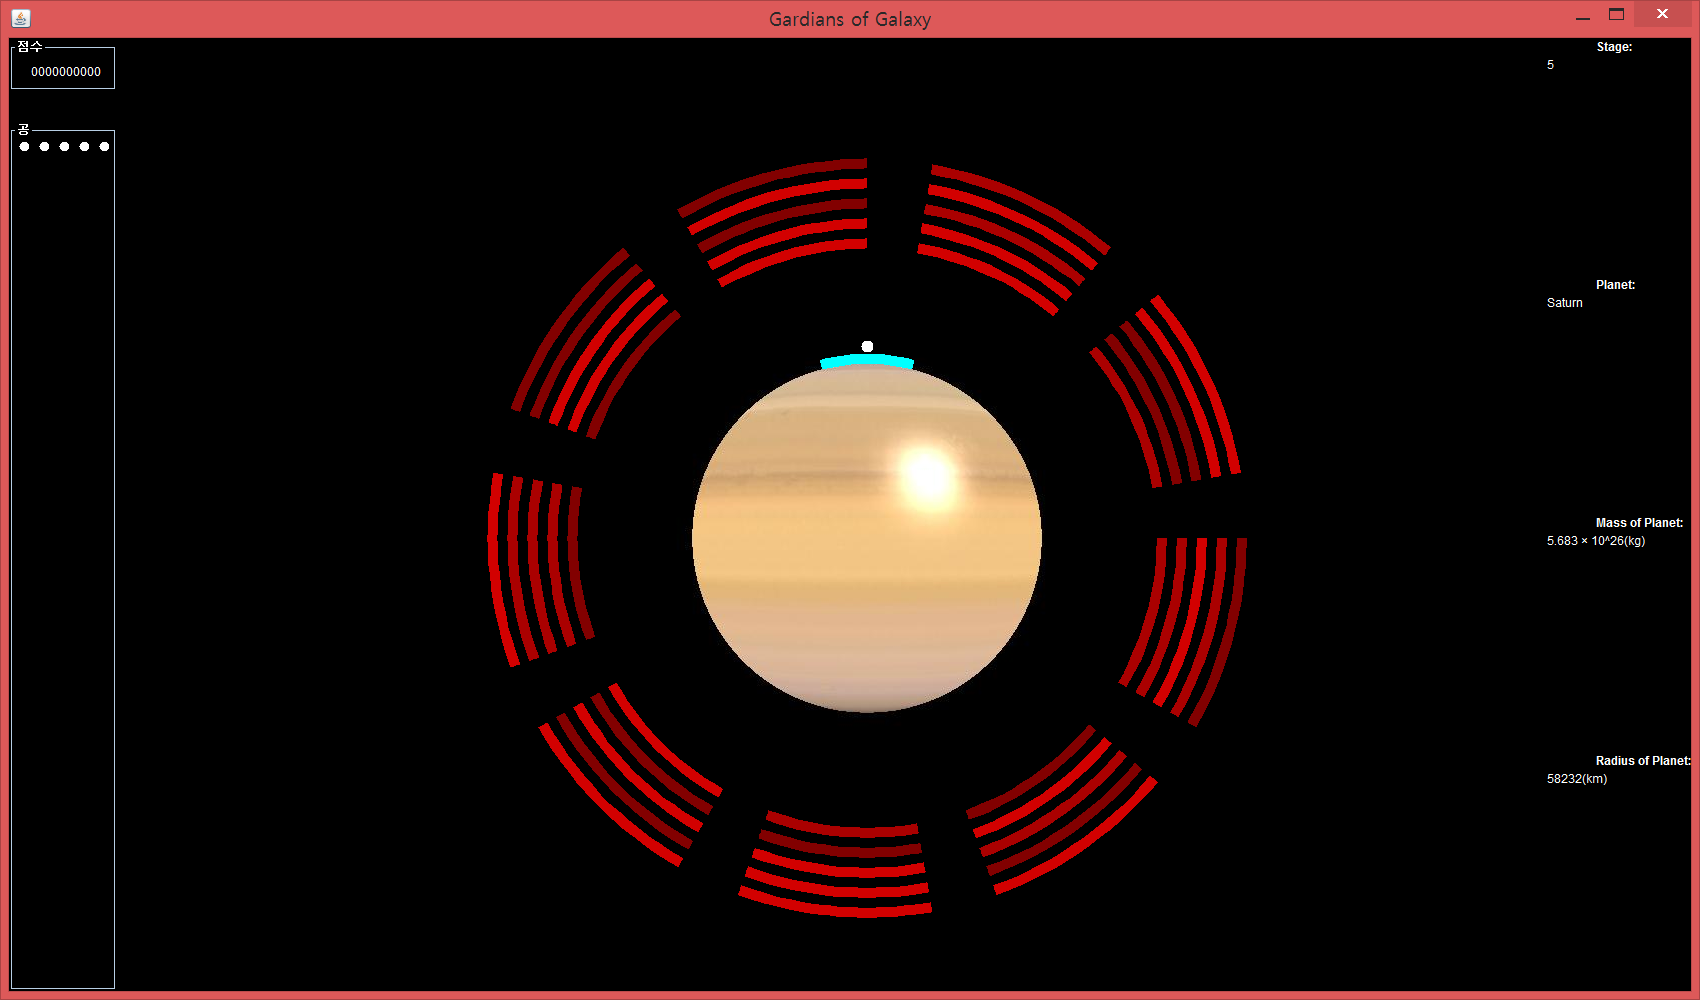 Gardians of Galaxy
점수
0000000000
공
Stage:
5
Planet:
Saturn
Mass of Planet:
5.683 × 10^26(kg)
Radius of Planet:
58232(km)